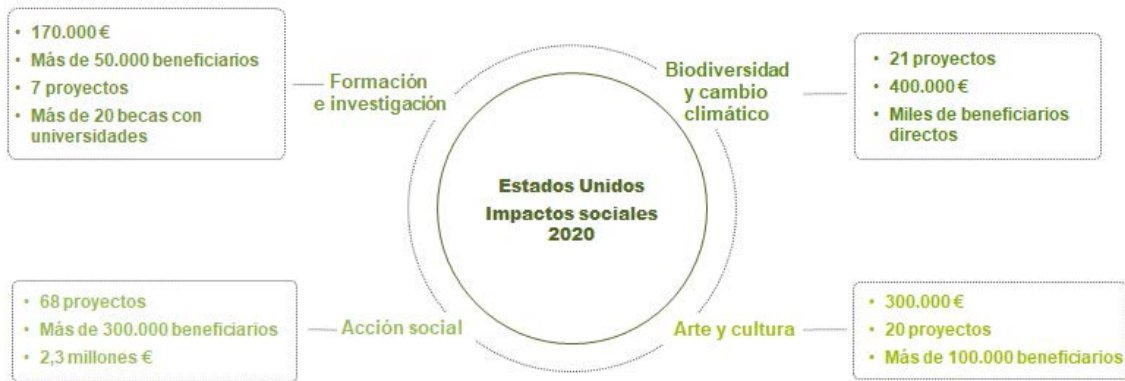 • 170.000 €
• Más de 50.000 beneficiarios
• 7 proyectos
• Más de 20 becas con
universidades
Formación
e investigación
Biodiversidad
y cambio
climático
• 21 proyectos
• 400.000 €
• Miles de beneficiarios
directos
Estados Unidos
Impactos sociales
2020
• 68 proyectos
• Más de 300.000 beneficiarios
• 2,3 millones €
Acción social
Arte y cultura
• 300.000 €
• 20 proyectos
• Más de 100.000 beneficiarios